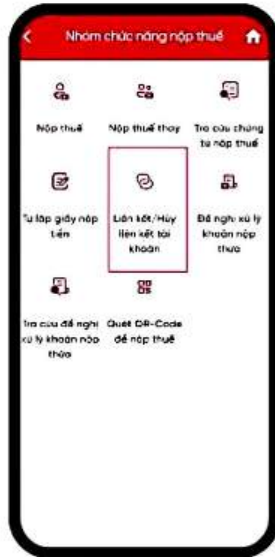 Nhóm chức năng nộp thuế
Nộp thuế
Nộp thuế thay
Tra cứu chứng
từ nộp thuế
Tự lập giấy nộp
tiền
Liên kết/Hủy
liên kết tài
khoản
Đề nghị xử lý
khoản nộp
thừa
Tra cứu đề nghị
xử lý khoản nộp
thừa
Quét QR-Code
để nộp thuế